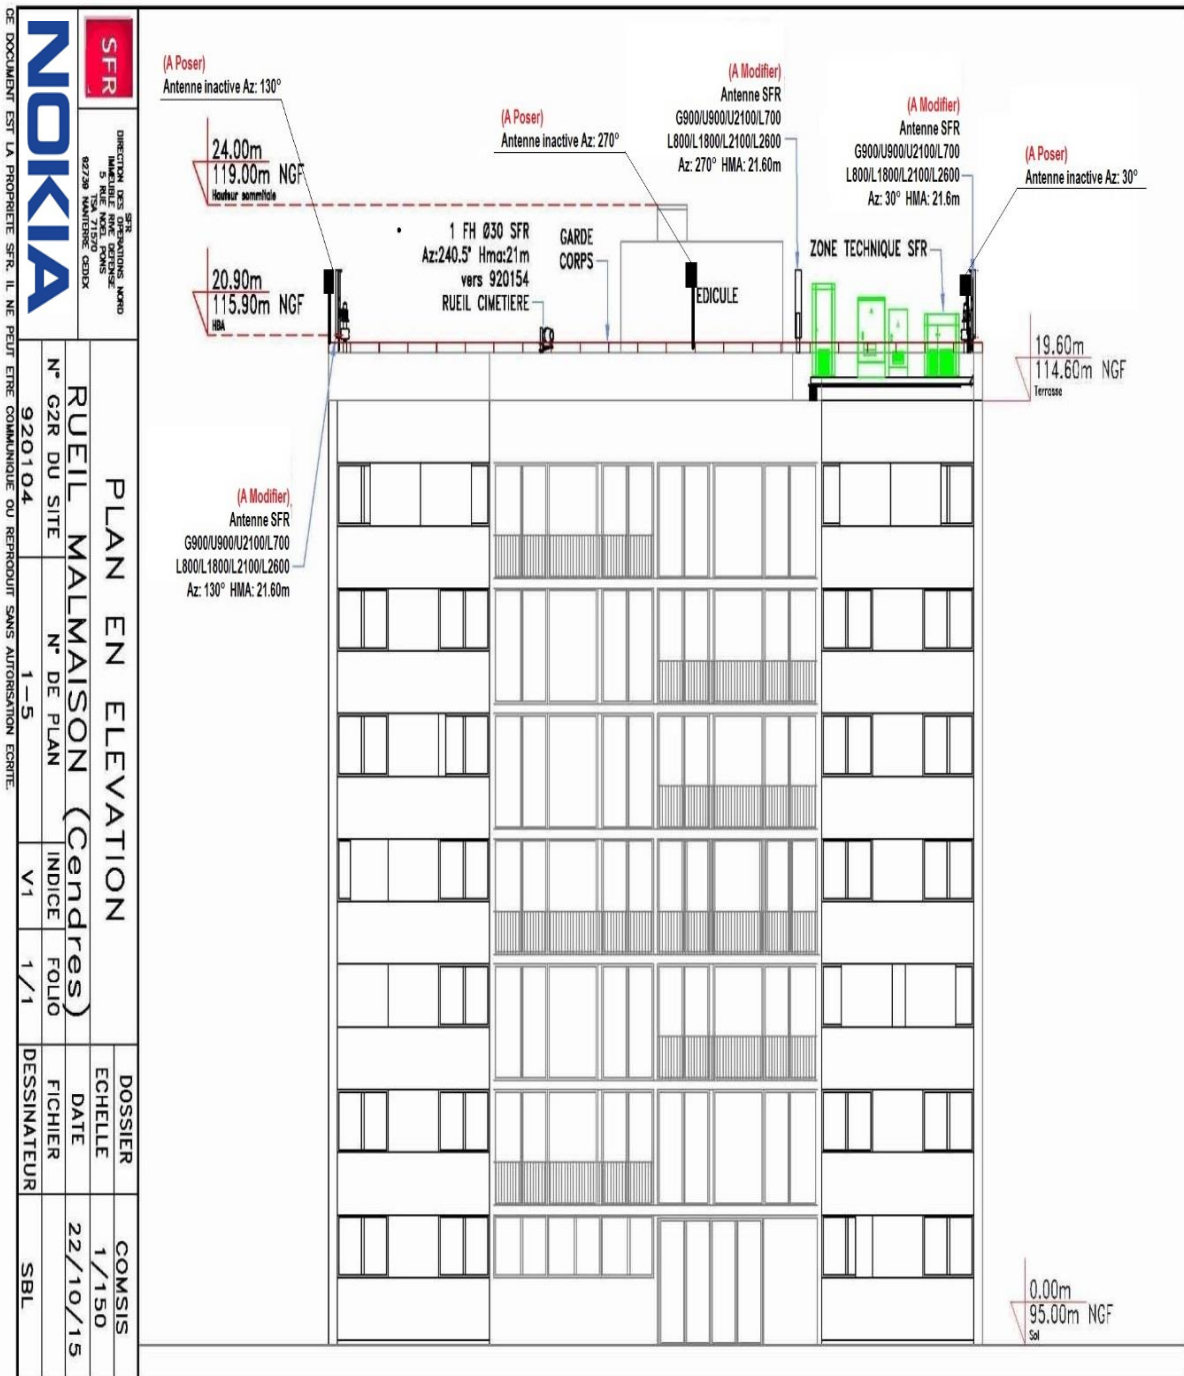 (A Poser)
Antenne inactive Az: 130°
24.00m
119.00m NGF
Hauteur sommitale
20.90m
115.90m NGF
HBA
1 FH Ø30 SFR
Az:240.5° Hma:21m
vers 920154
RUEIL CIMETIERE
GARDE
CORPS
(A Poser)
Antenne inactive Az: 270°
EDICULE
(A Modifier)
Antenne SFR
G900/U900/U2100/L700
L800/L1800/L2100/L2600
Az: 270° HMA: 21.60m
(A Modifier)
Antenne SFR
G900/U900/U2100/L700
L800/L1800/L2100/L2600
Az: 30° HMA: 21.6m
ZONE TECHNIQUE SFR
(A Poser)
Antenne inactive Az: 30°
19.60m
114.60m NGF
Terrasse
(A Modifier)
Antenne SFR
G900/U900/U2100/L700
L800/L1800/L2100/L2600
Az: 130° HMA: 21.60m
0.00m
95.00m NGF
Sol
SFR
NOKIA
SFR
DIRECTION DES OPERATIONS NORD
IMMEUBLE RIVE DEFENSE
5 RUE NOEL PONS
TSA 71570
92739 NANTERRE CEDEX
PLAN EN ELEVATION
RUEIL MALMAISON (Cendres)
N° G2R DU SITE
920104
N° DE PLAN
1-5
INDICE
V1
FOLIO
1/1
DOSSIER
COMSIS
ECHELLE
1/150
DATE
22/10/15
FICHIER
DESSINATEUR
SBL
CE DOCUMENT EST LA PROPRIETE SFR. IL NE PEUT ETRE COMMUNIQUE OU REPRODUIT SANS AUTORISATION ECRITE.